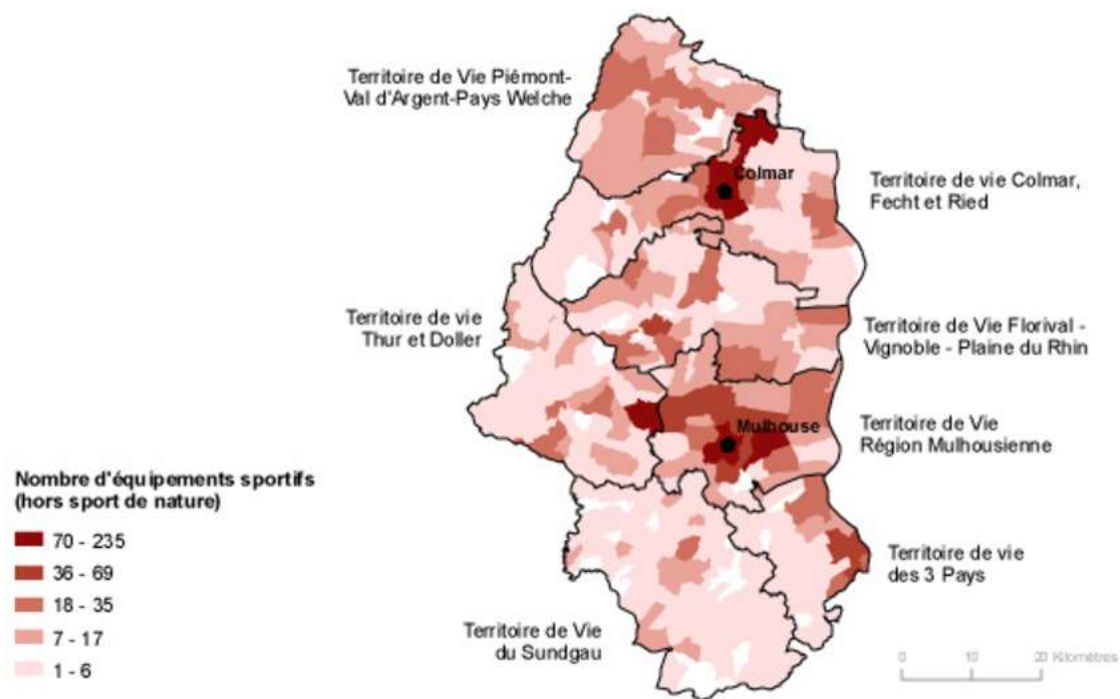 Territoire de Vie Piémont-
Val d'Argent-Pays Welche
Colmar
Territoire de vie Colmar,
Fecht et Ried
Territoire de vie
Thur et Doller
Territoire de Vie Florival -
Vignoble - Plaine du Rhin
Mulhouse
Territoire de Vie
Région Mulhousienne
Nombre d'équipements sportifs
(hors sport de nature)
70 - 235
36 - 69
18 - 35
7 - 17
1 - 6
Territoire de vie
des 3 Pays
Territoire de Vie
du Sundgau
0 10 20 Kilomètres